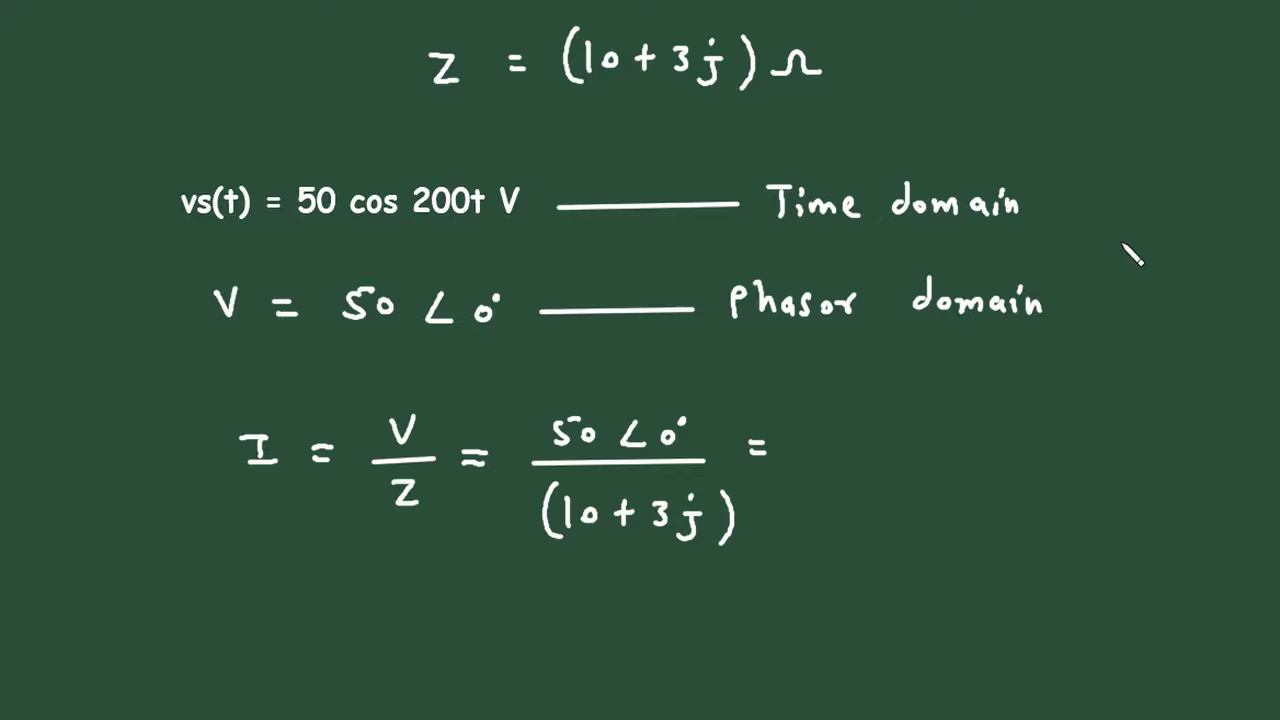 Z = (10 + 3j) Ω
vs(t) = 50 cos 200t V —— Time domain
V = 50 ∠ 0° —— Phasor domain
I = V/Z = 50 ∠ 0° / (10 + 3j) =